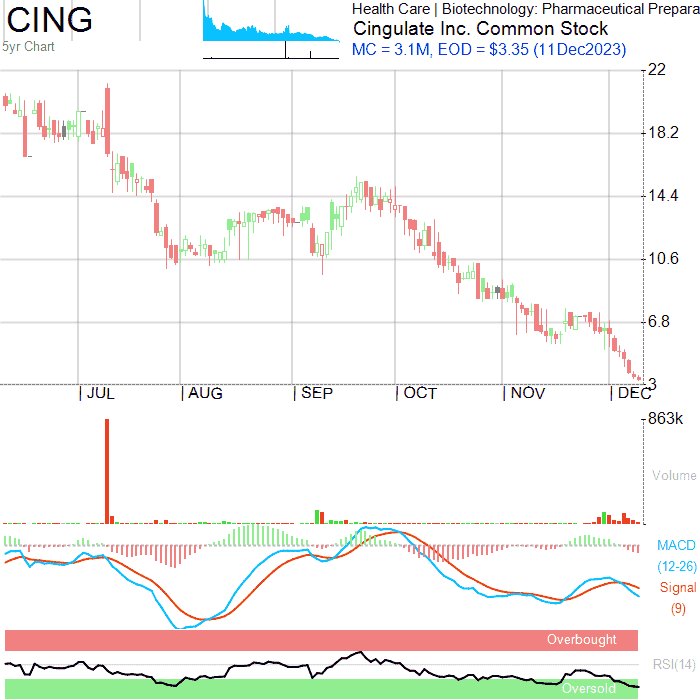 CING
5yr Chart
Health Care | Biotechnology: Pharmaceutical Prepara
Cingulate Inc. Common Stock
MC = 3.1M, EOD = $3.35 (11Dec2023)
22
18.2
14.4
10.6
6.8
3
JUL AUG SEP OCT NOV DEC
863k
Volume
MACD
(12-26)
Signal
(9)
Overbought
RSI(14)
Oversold